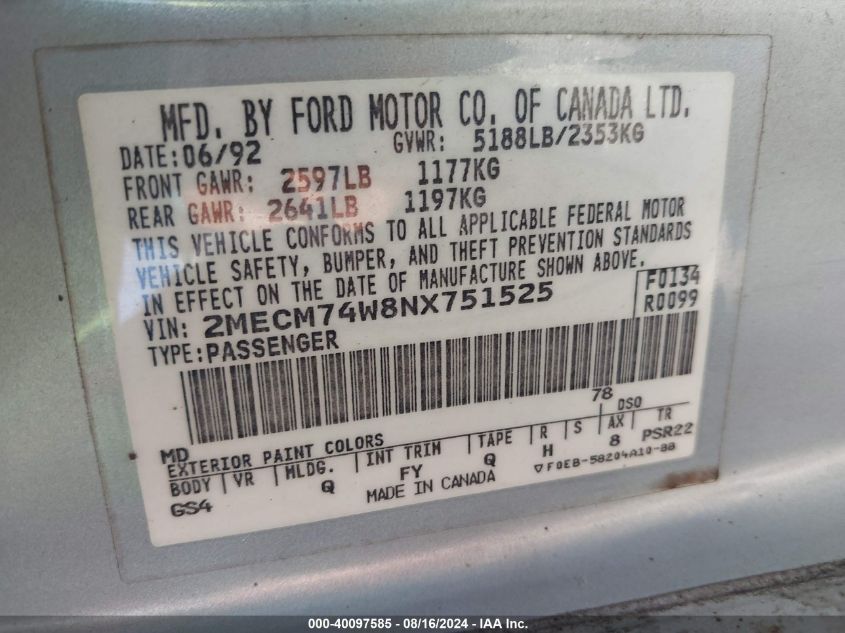 MFD. BY FORD MOTOR CO. OF CANADA LTD.
DATE: 06/92 GVWR: 5188LB/2353KG
FRONT GAWR: 2597LB 1177KG
REAR GAWR: 2641LB 1197KG
THIS VEHICLE CONFORMS TO ALL APPLICABLE FEDERAL MOTOR
VEHICLE SAFETY, BUMPER, AND THEFT PREVENTION STANDARDS
IN EFFECT ON THE DATE OF MANUFACTURE SHOWN ABOVE.
VIN: 2MECM74W8NX751525 F0134
TYPE: PASSENGER R0099
78
MD DSO
EXTERIOR PAINT COLORS
BODY VR MLDG. INT TRIM TAPE R S AX TR
GS4 Q FY Q H 8 PSR22
MADE IN CANADA ▽ F0EB-58204A10-BB
000-40097585 - 08/16/2024 - IAA Inc.